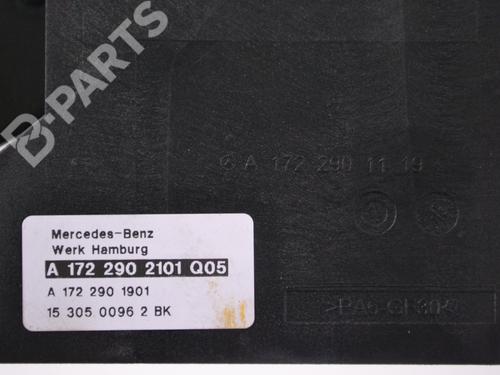 B-PARTS
A 172 290 11 19
Mercedes-Benz
Werk Hamburg
A 172 290 2101 Q05
A 172 290 1901
15 305 0096 2 BK
>PA6-GF30<